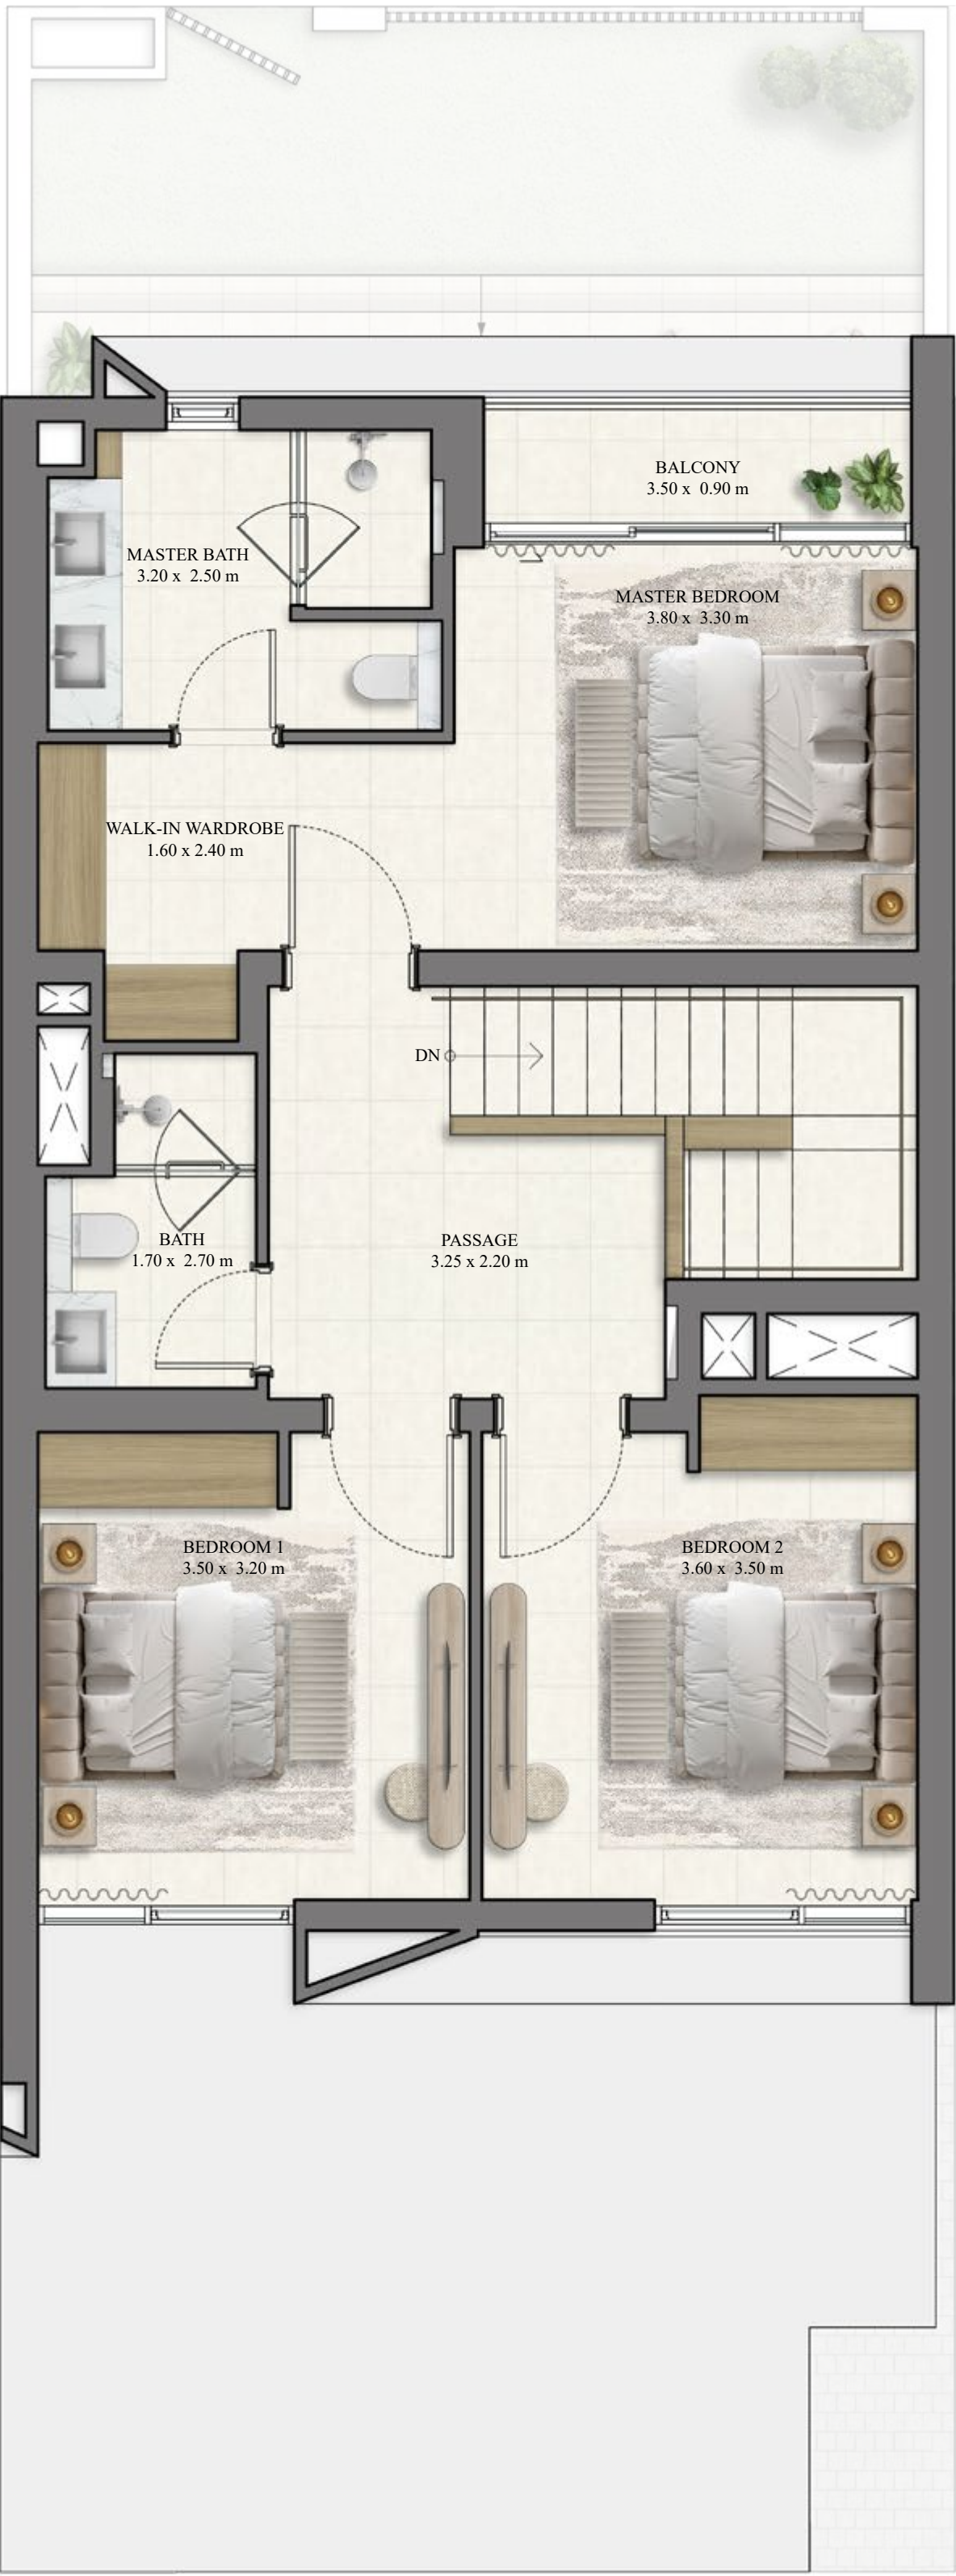 BALCONY
3.50 x 0.90 m
MASTER BATH
3.20 x 2.50 m
MASTER BEDROOM
3.80 x 3.30 m
WALK-IN WARDROBE
1.60 x 2.40 m
DN
BATH
1.70 x 2.70 m
PASSAGE
3.25 x 2.20 m
BEDROOM 1
3.50 x 3.20 m
BEDROOM 2
3.60 x 3.50 m